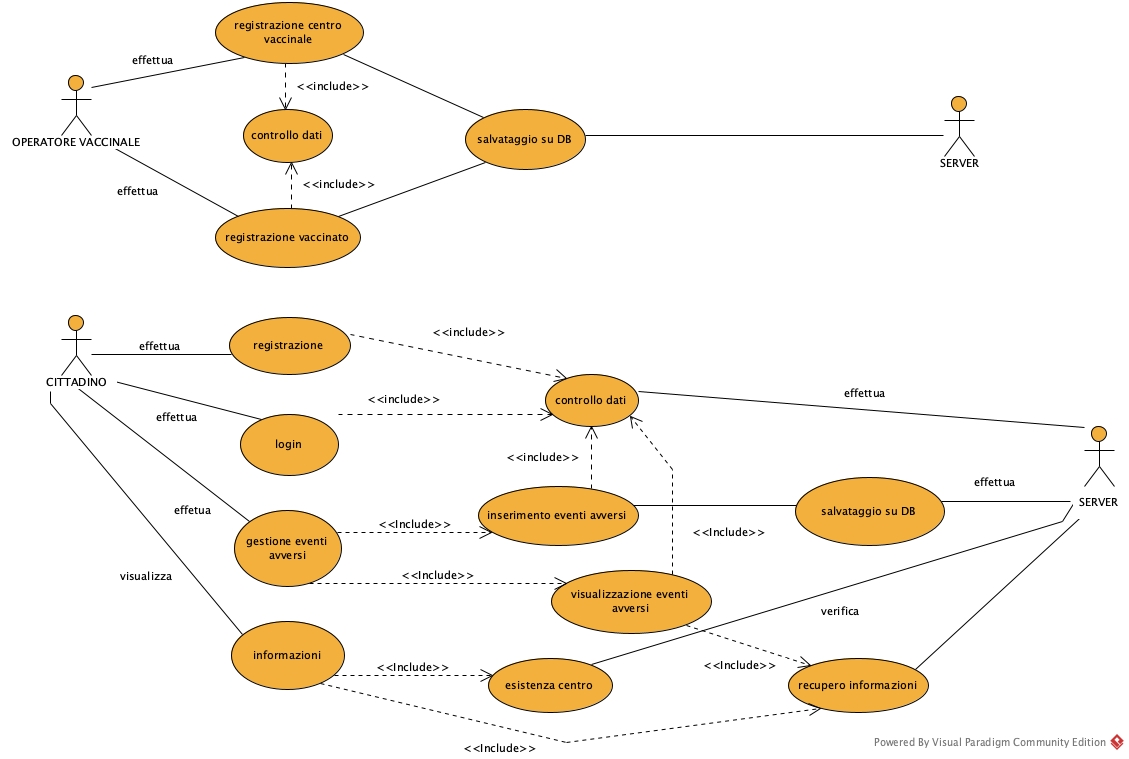 registrazione centro
vaccinale
effettua
<<include>>
OPERATORE VACCINALE
controllo dati
salvataggio su DB
SERVER
<<include>>
effettua
registrazione vaccinato
effettua
registrazione
<<include>>
CITTADINO
controllo dati
effettua
<<include>>
effettua
login
<<include>>
effettua
SERVER
effetua
inserimento eventi avversi
salvataggio su DB
<<Include>>
<<Include>>
gestione eventi
avversi
<<Include>>
visualizza
visualizzazione eventi
avversi
verifica
informazioni
<<Include>>
<<Include>>
esistenza centro
recupero informazioni
<<Include>>
Powered By Visual Paradigm Community Edition